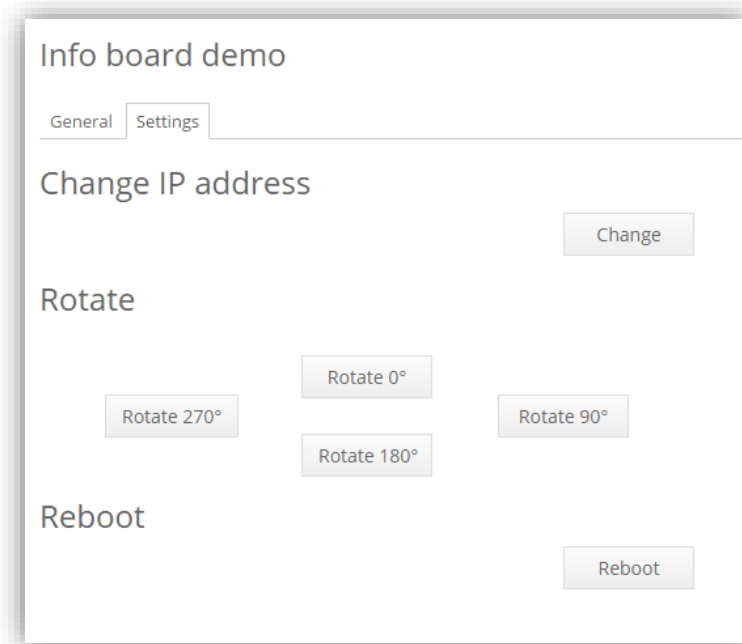 Info board demo
General Settings
Change IP address
Change
Rotate
Rotate 0°
Rotate 270° Rotate 90°
Rotate 180°
Reboot
Reboot